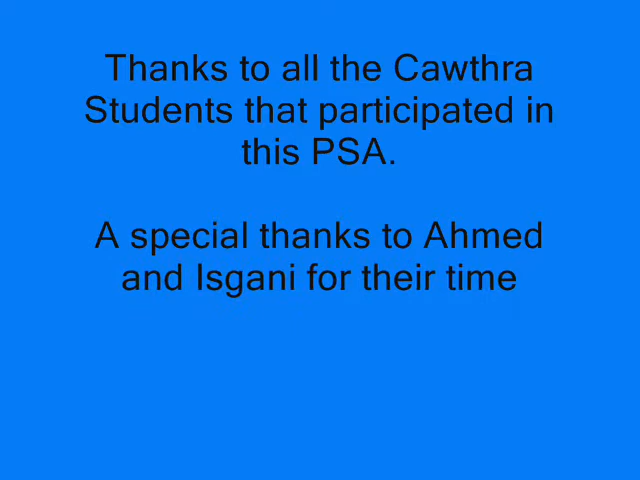 Thanks to all the Cawthra
Students that participated in
this PSA.
A special thanks to Ahmed
and Isgani for their time